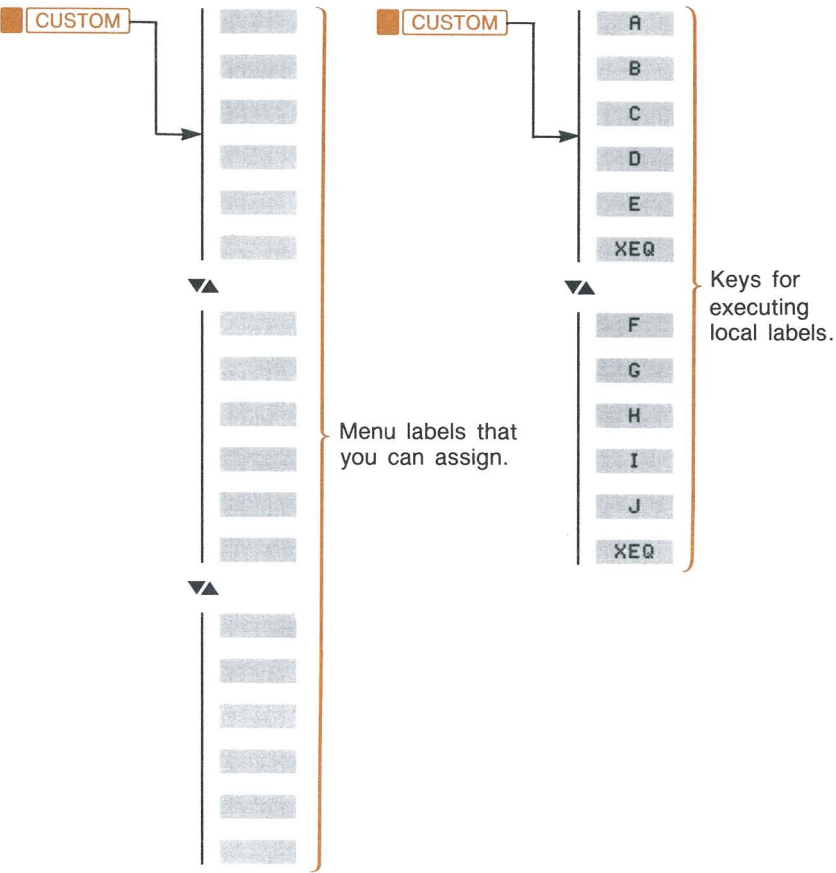 CUSTOM
Menu labels that
you can assign.
CUSTOM
A
B
C
D
E
XEQ
F
G
H
I
J
XEQ
Keys for
executing
local labels.